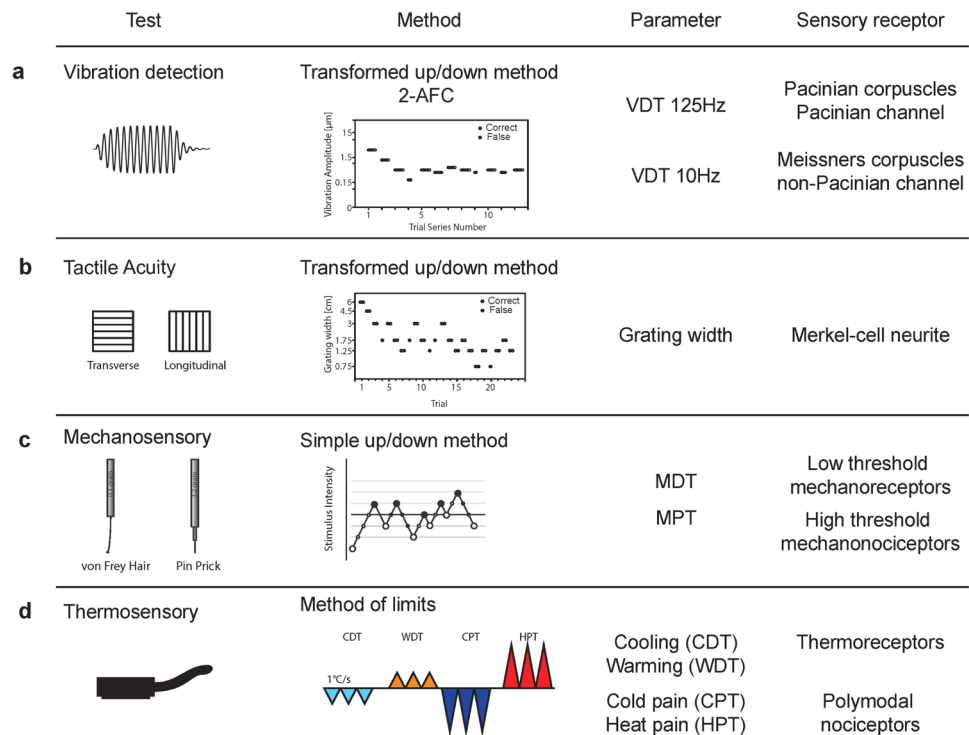 Test Method Parameter Sensory receptor
a Vibration detection
Transformed up/down method
2-AFC
Vibration Amplitude [µm]
15
1.5
0.15
0
Correct
False
1 5 10
Trial Series Number
VDT 125Hz
Pacinian corpuscles
Pacinian channel
VDT 10Hz
Meissners corpuscles
non-Pacinian channel
b Tactile Acuity
Transverse Longitudinal
Transformed up/down method
Grating width [cm]
6
4.5
3
1.75
1.25
0.75
Correct
False
1 5 10 15 20
Trial
Grating width
Merkel-cell neurite
c Mechanosensory
von Frey Hair Pin Prick
Simple up/down method
Stimulus Intensity
MDT
Low threshold
mechanoreceptors
MPT
High threshold
mechanonociceptors
d Thermosensory
Method of limits
CDT WDT CPT HPT
1°C/s
Cooling (CDT)
Warming (WDT)
Thermoreceptors
Cold pain (CPT)
Heat pain (HPT)
Polymodal
nociceptors